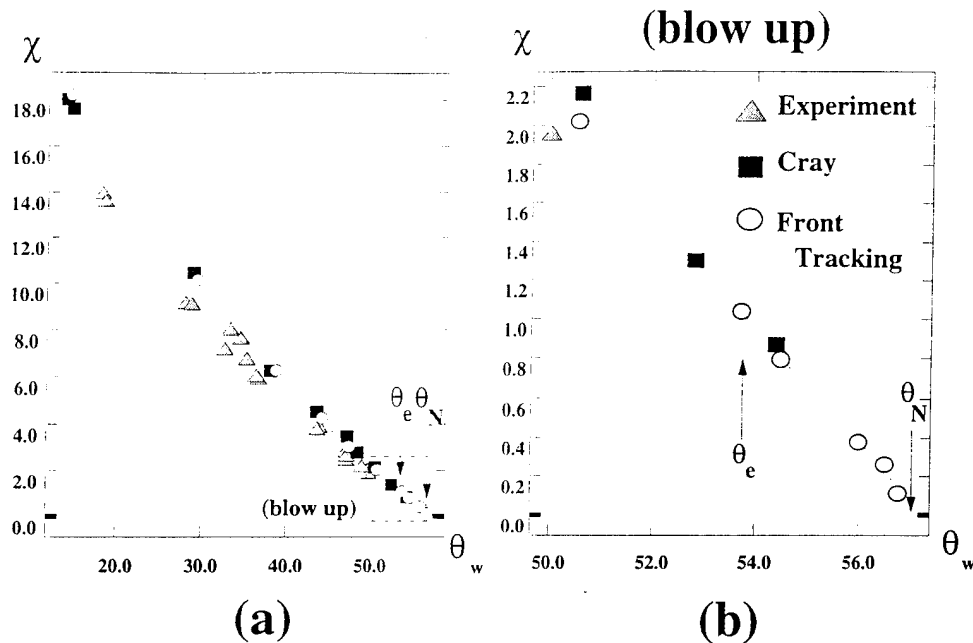 (blow up)
χ
18.0
16.0
14.0
12.0
10.0
8.0
6.0
4.0
2.0
0.0
20.0
30.0
40.0
50.0
θw
θe θN
(blow up)
(a)
χ
2.2
2.0
1.8
1.6
1.4
1.2
1.0
0.8
0.6
0.4
0.2
0.0
50.0
52.0
54.0
56.0
θw
Experiment
Cray
Front
Tracking
θe
θN
(b)